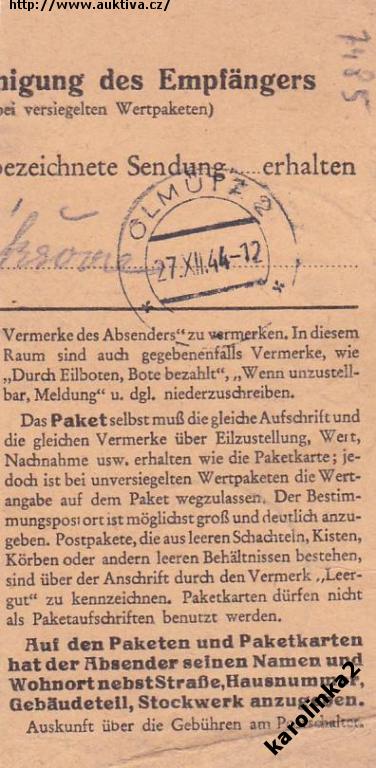 http://www.auktiva.cz/
7485
nigung des Empfängers
bei versiegelten Wertpaketen)
bezeichnete Sendung.....erhalten
OLMÜTZ 2
27.XII.44-12
Vermerke des Absenders“ zu vermerken. In diesem
Raum sind auch gegebenenfalls Vermerke, wie
„Durch Eilboten, Bote bezahlt“, „Wenn unzustell-
bar, Meldung“ u. dgl. niederzuschreiben.
Das Paket selbst muß die gleiche Aufschrift und
die gleichen Vermerke über Eilzustellung, Wert,
Nachnahme usw. erhalten wie die Paketkarte; je-
doch ist bei unversiegelten Wertpaketen die Wert-
angabe auf dem Paket wegzulassen. Der Bestim-
mungspostort ist möglichst groß und deutlich anzu-
geben. Postpakete, die aus leeren Schachteln, Kisten,
Körben oder andern leeren Behältnissen bestehen,
sind über der Anschrift durch den Vermerk „Leer-
gut“ zu kennzeichnen. Paketkarten dürfen nicht
als Paketaufschriften benutzt werden.
Auf den Paketen und Paketkarten
hat der Absender seinen Namen und
Wohnort nebst Straße, Hausnummer,
Gebäudeteil, Stockwerk anzugeben.
Auskunft über die Gebühren am Postschalter.
karolinka2